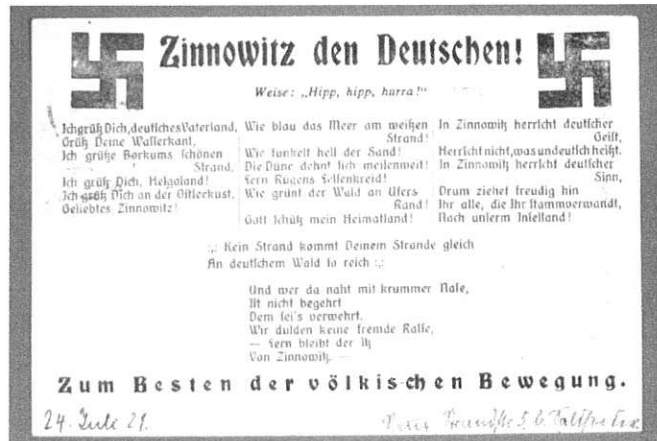 Zinnowitz den Deutschen!
Weise: „Hipp, hipp, hurra!"
Ich grüß Dich, deutsches Vaterland,
Grüß Deine Wasserkant,
Ich grüße Borkums schönen
Strand,
Ich grüß Dich, Helgoland!
Ich grüß Dich an der Ostseeküst,
Geliebtes Zinnowitz!
Wie blau das Meer am weißen
Strand!
Wie funkelt hell der Sand!
Die Düne dehnt sich meilenweit!
Fern Rügens Felsenkreid!
Wie grünt der Wald an Ufers
Rand!
Gott schütz mein Heimatland!
In Zinnowitz herrscht deutscher
Geist,
Herrscht nicht, was undeutsch heißt.
In Zinnowitz herrscht deutscher
Sinn,
Drum ziehet freudig hin
Ihr alle, die Ihr stammverwandt,
Nach unserm Inselland!
:,: Kein Strand kommt Deinem Strande gleich
An deutschem Wald so reich :,:
Und wer da naht mit krummer Nase,
Ist nicht begehrt
Dem sei's verwehrt.
Wir dulden keine fremde Rasse,
— Fern bleibt der Itz
Von Zinnowitz. —
Zum Besten der völkischen Bewegung.
24. Juli 21.